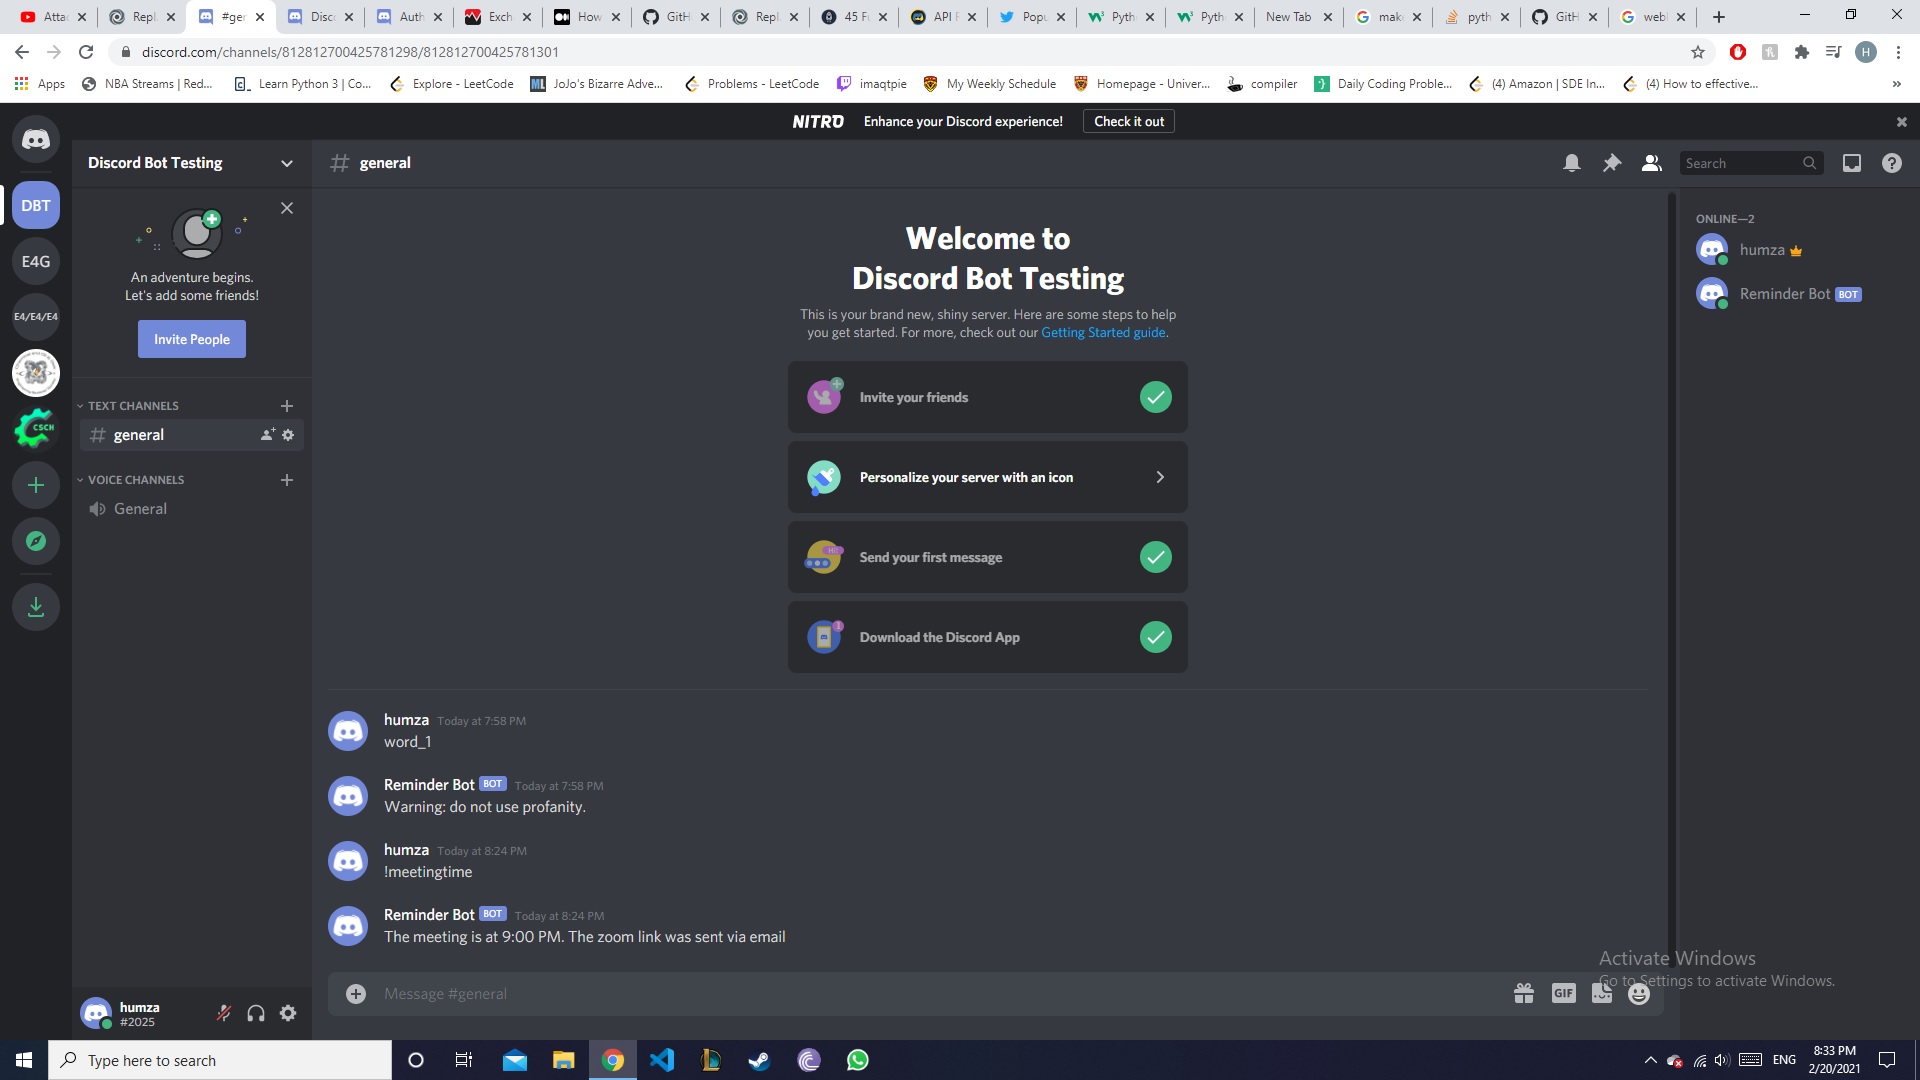 Attac
Repl.
#ger
Disco
Auth
Exch
How
GitH
Repl.
45 Fu
API F
Popu
Pyth
Pyth
New Tab
make
pyth
GitH
webl
discord.com/channels/812812700425781298/812812700425781301
H
Apps
NBA Streams | Red...
Learn Python 3 | Co...
Explore - LeetCode
ML
JoJo's Bizarre Adve...
Problems - LeetCode
imaqtpie
My Weekly Schedule
Homepage - Univer...
compiler
Daily Coding Proble...
(4) Amazon | SDE In...
(4) How to effective...
»
NITRO
Enhance your Discord experience!
Check it out
Discord Bot Testing
general
Search
DBT
E4G
E4/E4/E4
CSCH
An adventure begins.
Let's add some friends!
Invite People
TEXT CHANNELS
general
VOICE CHANNELS
General
Welcome to
Discord Bot Testing
This is your brand new, shiny server. Here are some steps to help
you get started. For more, check out our Getting Started guide.
Invite your friends
Personalize your server with an icon
Hi!
Send your first message
1
Download the Discord App
ONLINE—2
humza
Reminder Bot BOT
humza Today at 7:58 PM
word_1
Reminder Bot BOT Today at 7:58 PM
Warning: do not use profanity.
humza Today at 8:24 PM
!meetingtime
Reminder Bot BOT Today at 8:24 PM
The meeting is at 9:00 PM. The zoom link was sent via email
Message #general
GIF
Activate Windows
Go to Settings to activate Windows.
humza
#2025
Type here to search
ENG
8:33 PM
2/20/2021